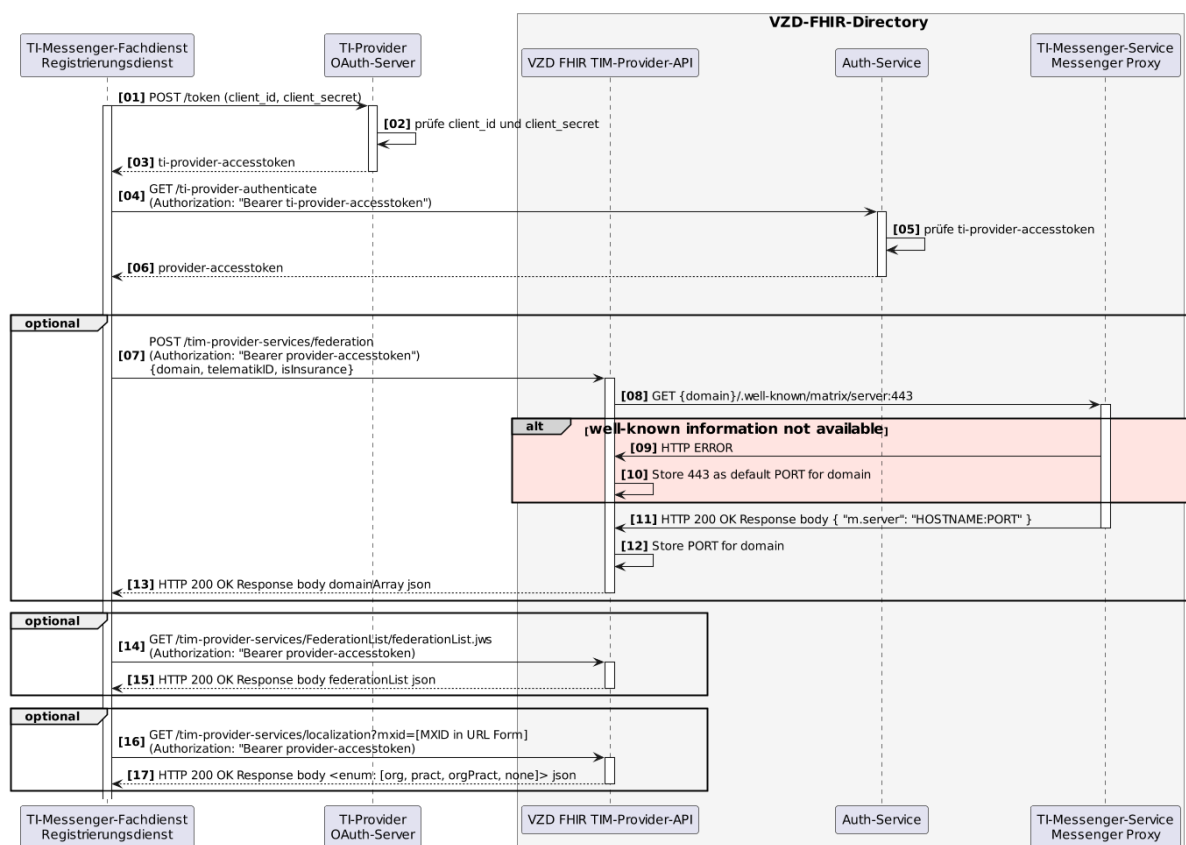 VZD-FHIR-Directory
TI-Messenger-Fachdienst
Registrierungsdienst
TI-Provider
OAuth-Server
VZD FHIR TIM-Provider-API
Auth-Service
TI-Messenger-Service
Messenger Proxy
[01] POST /token (client_id, client_secret)
[02] prüfe client_id und client_secret
[03] ti-provider-accesstoken
[04] GET /ti-provider-authenticate
(Authorization: "Bearer ti-provider-accesstoken")
[05] prüfe ti-provider-accesstoken
[06] provider-accesstoken
optional
[07] POST /tim-provider-services/federation
(Authorization: "Bearer provider-accesstoken")
{domain, telematikID, isInsurance}
[08] GET {domain}/.well-known/matrix/server:443
alt [well-known information not available]
[09] HTTP ERROR
[10] Store 443 as default PORT for domain
[11] HTTP 200 OK Response body { "m.server": "HOSTNAME:PORT" }
[12] Store PORT for domain
[13] HTTP 200 OK Response body domainArray json
optional
[14] GET /tim-provider-services/FederationList/federationList.jws
(Authorization: "Bearer provider-accesstoken)
[15] HTTP 200 OK Response body federationList json
optional
[16] GET /tim-provider-services/localization?mxid=[MXID in URL Form]
(Authorization: "Bearer provider-accesstoken)
[17] HTTP 200 OK Response body <enum: [org, pract, orgPract, none]> json
TI-Messenger-Fachdienst
Registrierungsdienst
TI-Provider
OAuth-Server
VZD FHIR TIM-Provider-API
Auth-Service
TI-Messenger-Service
Messenger Proxy